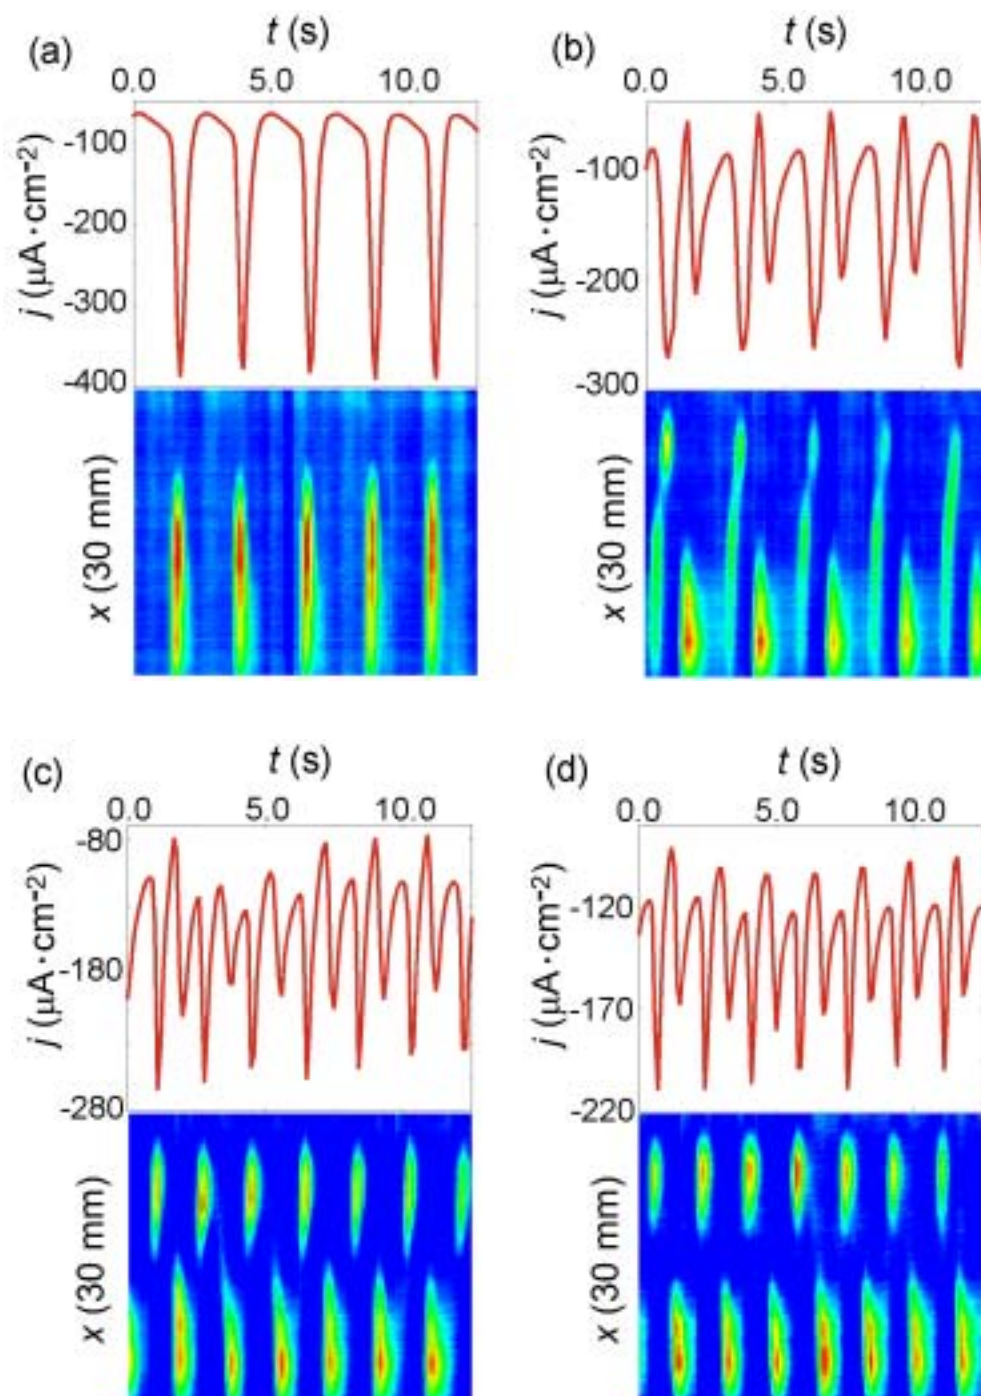 (a)
t (s)
0.0 5.0 10.0
j (μA·cm⁻²)
-100
-200
-300
-400
x (30 mm)
(b)
t (s)
0.0 5.0 10.0
j (μA·cm⁻²)
-100
-200
-300
x (30 mm)
(c)
t (s)
0.0 5.0 10.0
j (μA·cm⁻²)
-80
-180
-280
x (30 mm)
(d)
t (s)
0.0 5.0 10.0
j (μA·cm⁻²)
-120
-170
-220
x (30 mm)